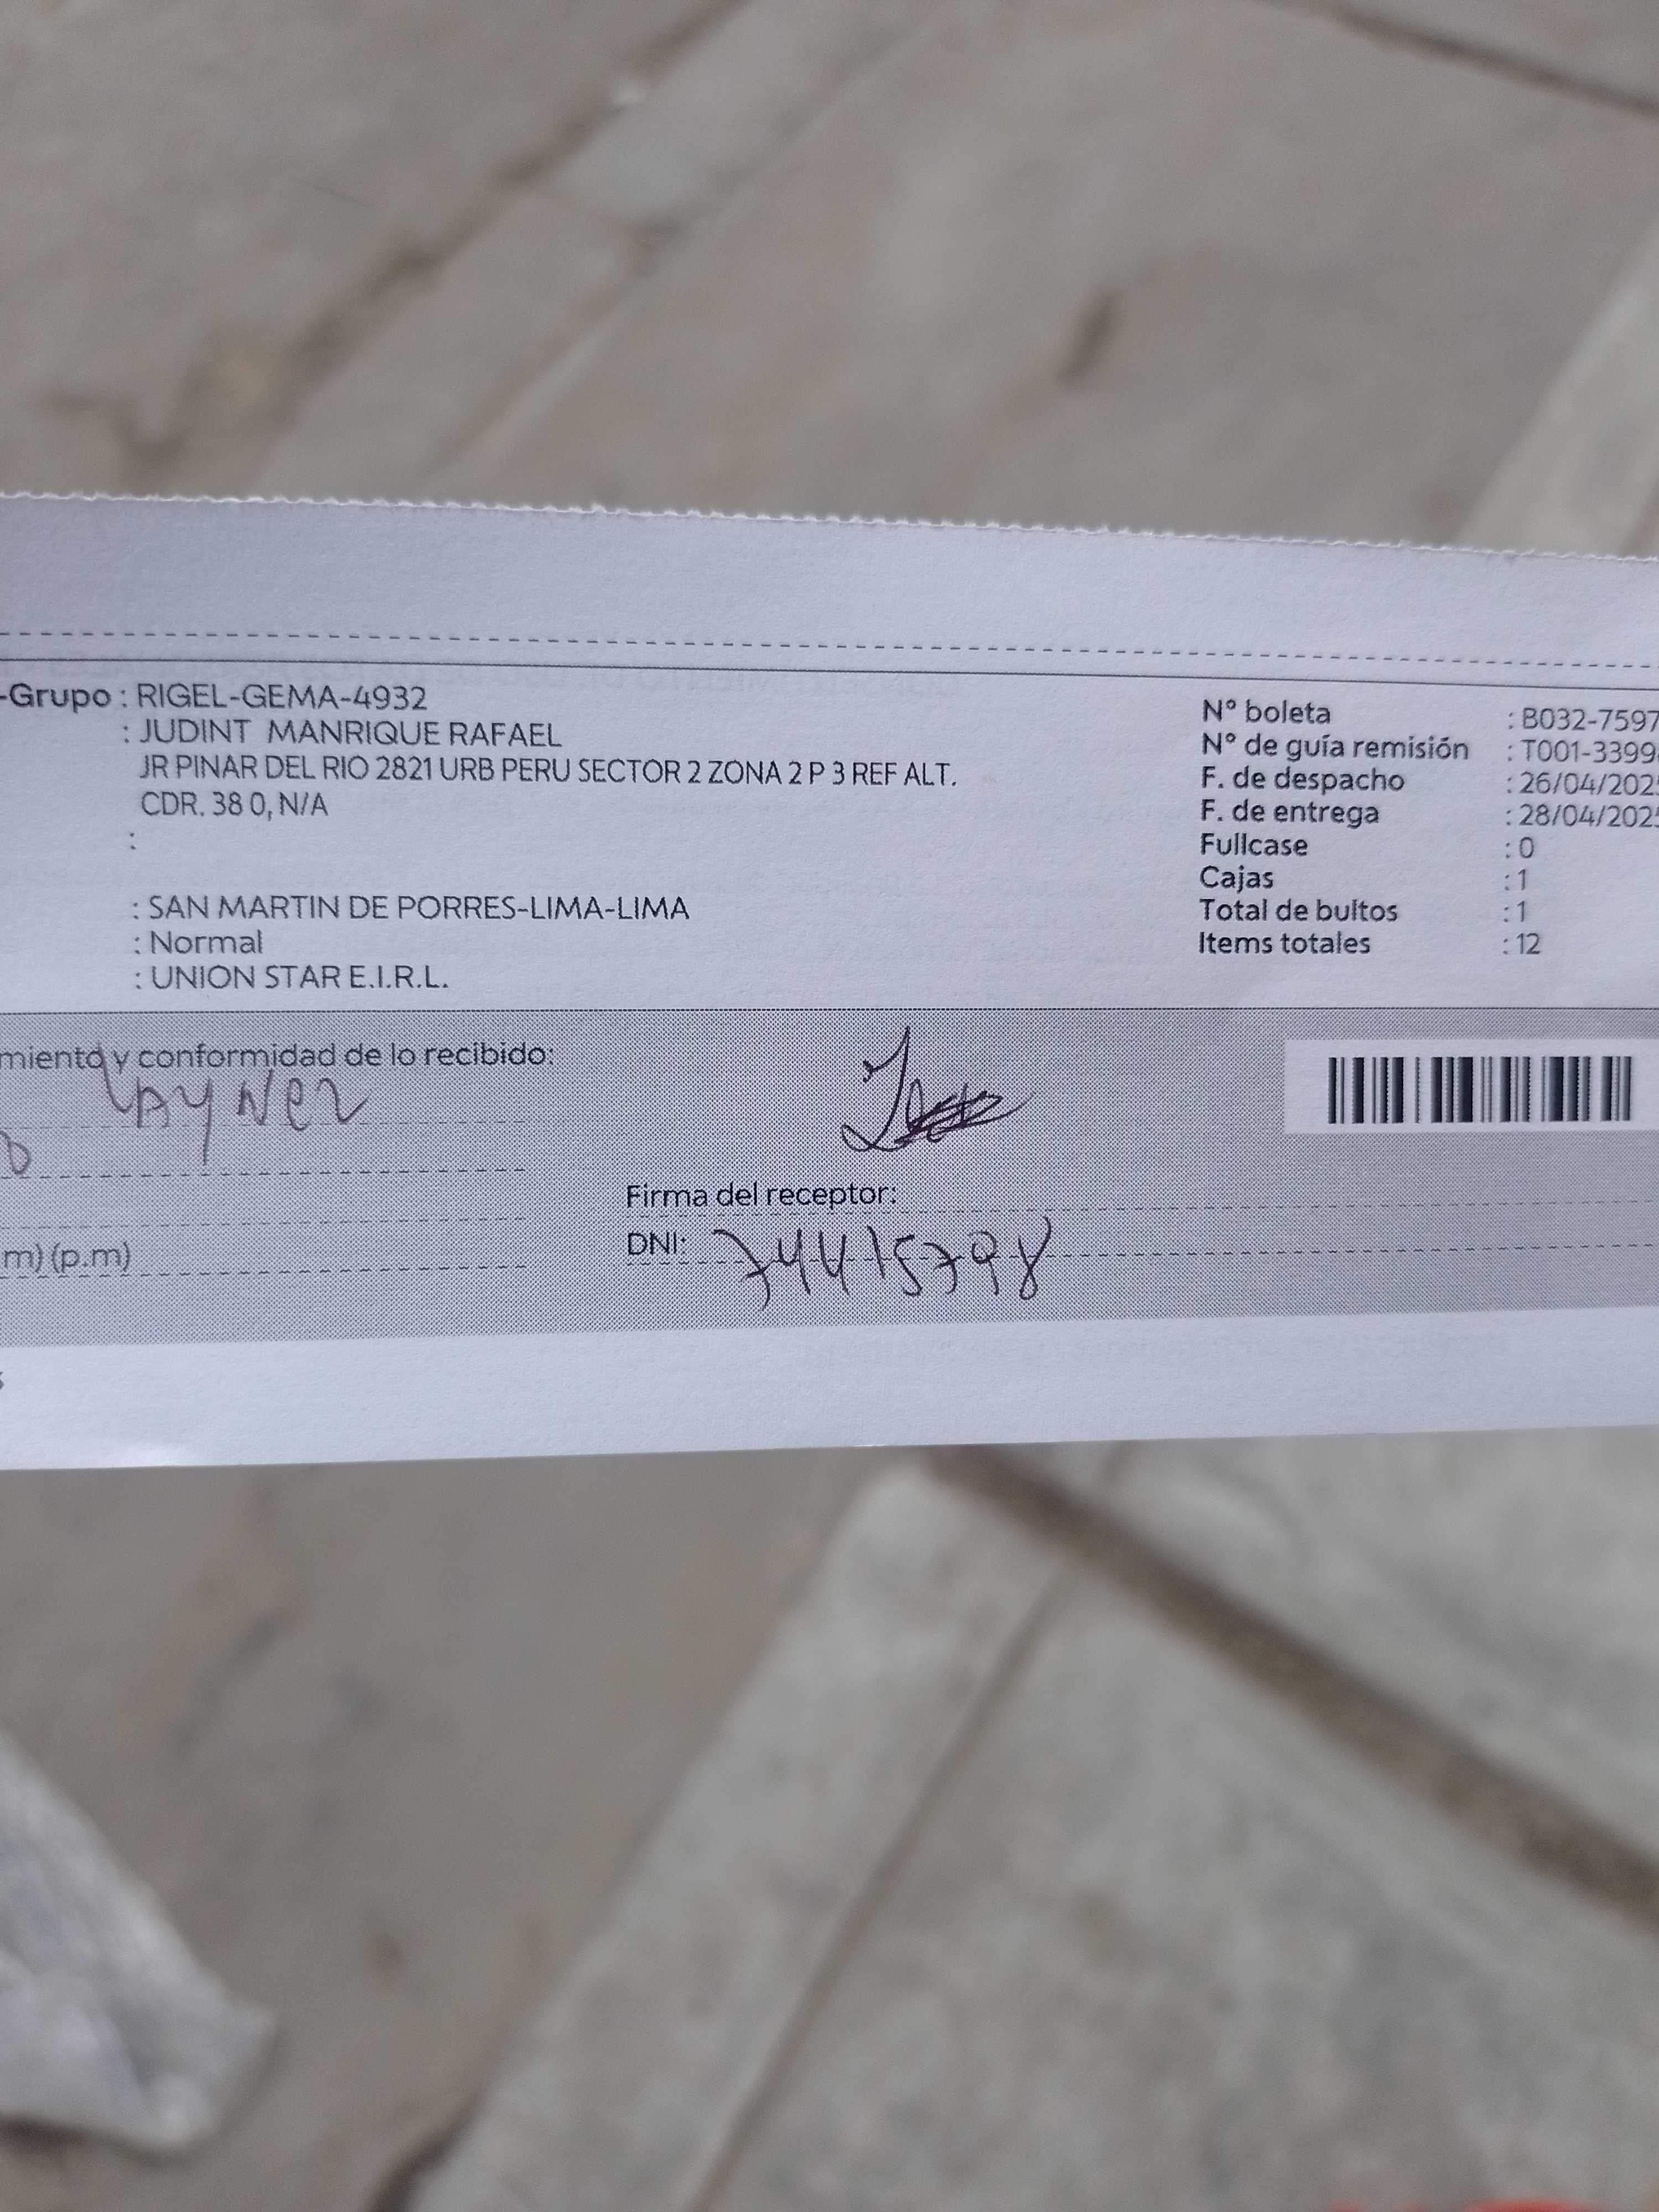 -Grupo : RIGEL-GEMA-4932
: JUDINT MANRIQUE RAFAEL
JR PINAR DEL RIO 2821 URB PERU SECTOR 2 ZONA 2 P 3 REF ALT.
CDR. 38 0, N/A
:
: SAN MARTIN DE PORRES-LIMA-LIMA
: Normal
: UNION STAR E.I.R.L.
N° boleta : B032-7597
N° de guía remisión : T001-3399
F. de despacho : 26/04/202
F. de entrega : 28/04/202
Fullcase : 0
Cajas : 1
Total de bultos : 1
Items totales : 12
miento y conformidad de lo recibido:
Firma del receptor:
DNI: 74415798
m) (p.m)